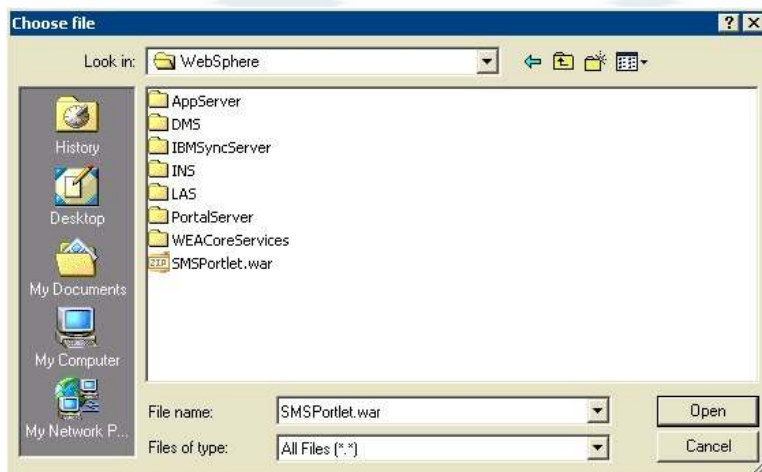 Choose file
Look in:
WebSphere
History
Desktop
My Documents
My Computer
My Network P...
AppServer
DMS
IBMSyncServer
INS
LAS
PortalServer
WEACoreServices
ZIP SMSPortlet.war
File name:
SMSPortlet.war
Open
Files of type:
All Files (*.*)
Cancel